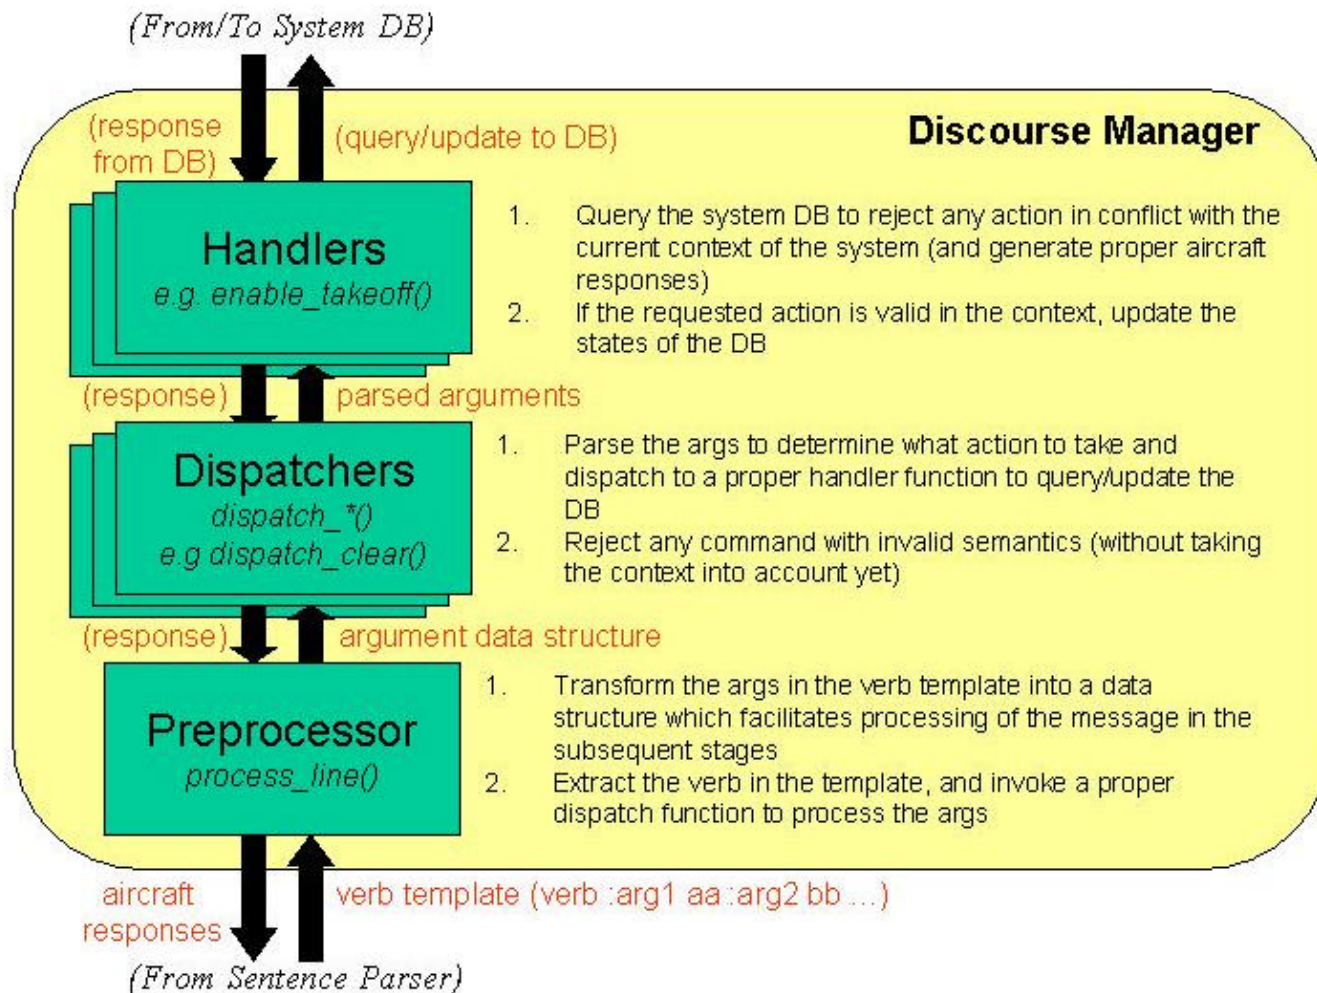 (From/To System DB)
Discourse Manager
(response
from DB)
(query/update to DB)
Handlers
e.g. enable_takeoff()
1. Query the system DB to reject any action in conflict with the
current context of the system (and generate proper aircraft
responses)
2. If the requested action is valid in the context, update the
states of the DB
(response)
parsed arguments
Dispatchers
dispatch_*()
e.g dispatch_clear()
1. Parse the args to determine what action to take and
dispatch to a proper handler function to query/update the
DB
2. Reject any command with invalid semantics (without taking
the context into account yet)
(response)
argument data structure
Preprocessor
process_line()
1. Transform the args in the verb template into a data
structure which facilitates processing of the message in the
subsequent stages
2. Extract the verb in the template, and invoke a proper
dispatch function to process the args
aircraft
responses
verb template (verb :arg1 aa :arg2 bb ...)
(From Sentence Parser)